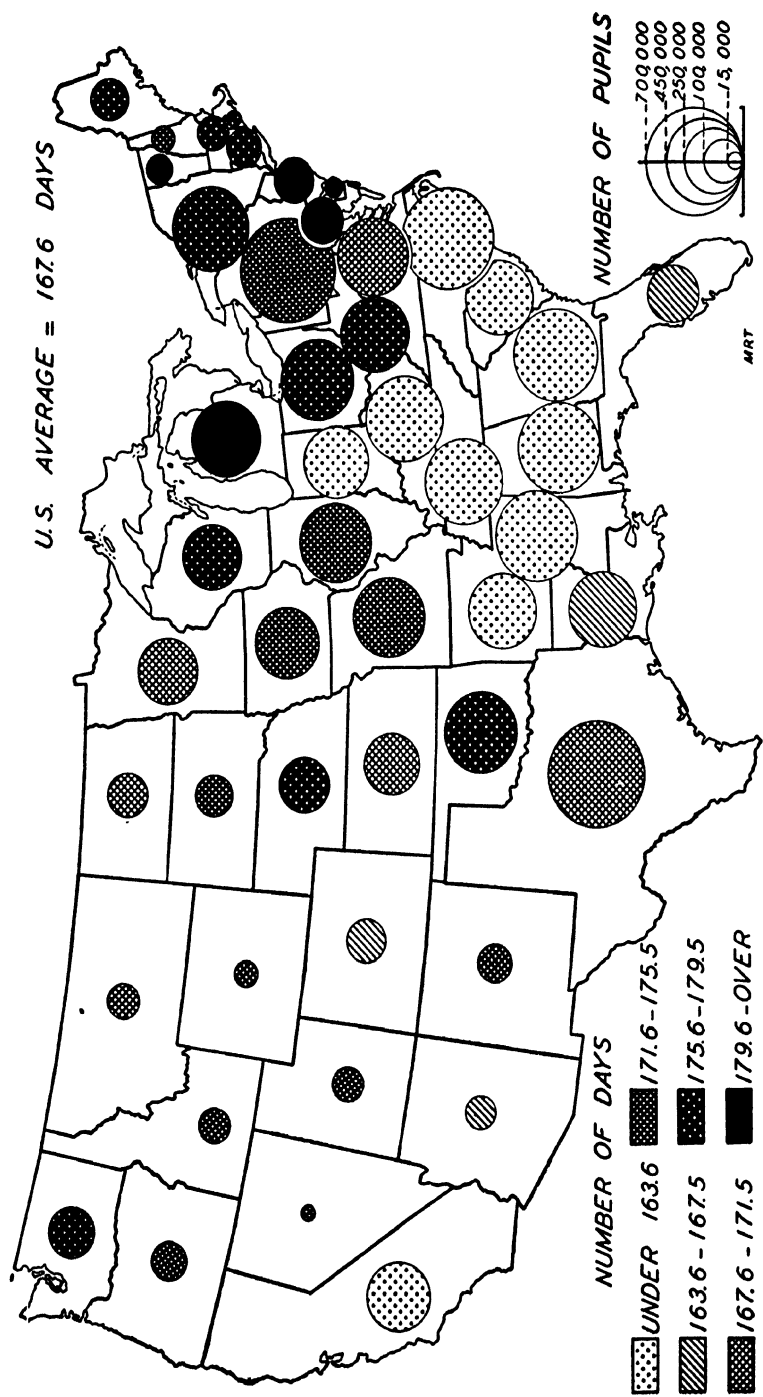 U.S. AVERAGE = 167.6 DAYS
NUMBER OF PUPILS
700,000
450,000
250,000
100,000
15,000
MRT
NUMBER OF DAYS
UNDER 163.6
163.6-167.5
167.6-171.5
171.6-175.5
175.6-179.5
179.6-OVER